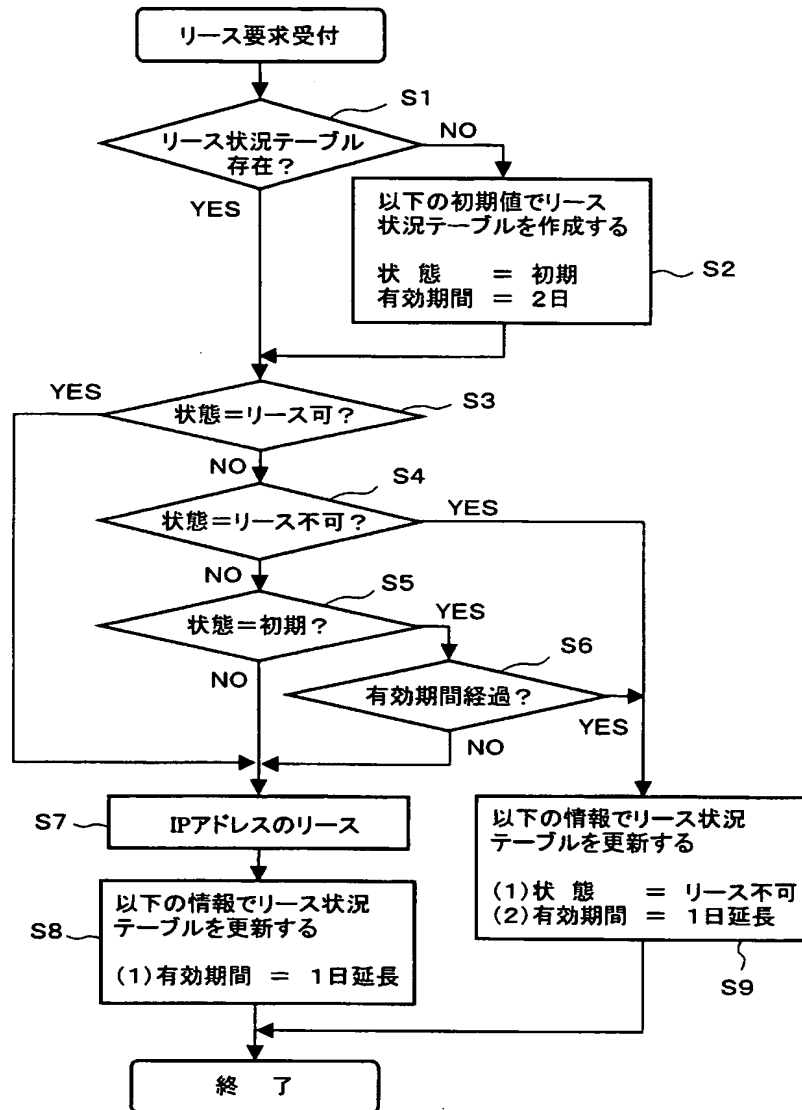 リース要求受付
S1
リース状況テーブル
存在？
NO
YES
以下の初期値でリース
状況テーブルを作成する
状 態 ＝ 初期
有効期間 ＝ 2日
S2
YES
状態＝リース可？
S3
NO
S4
状態＝リース不可？
YES
NO
S5
状態＝初期？
YES
S6
NO
有効期間経過？
YES
NO
S7
IPアドレスのリース
以下の情報でリース状況
テーブルを更新する
(1)有効期間 ＝ 1日延長
S8
以下の情報でリース状況
テーブルを更新する
(1)状 態 ＝ リース不可
(2)有効期間 ＝ 1日延長
S9
終 了